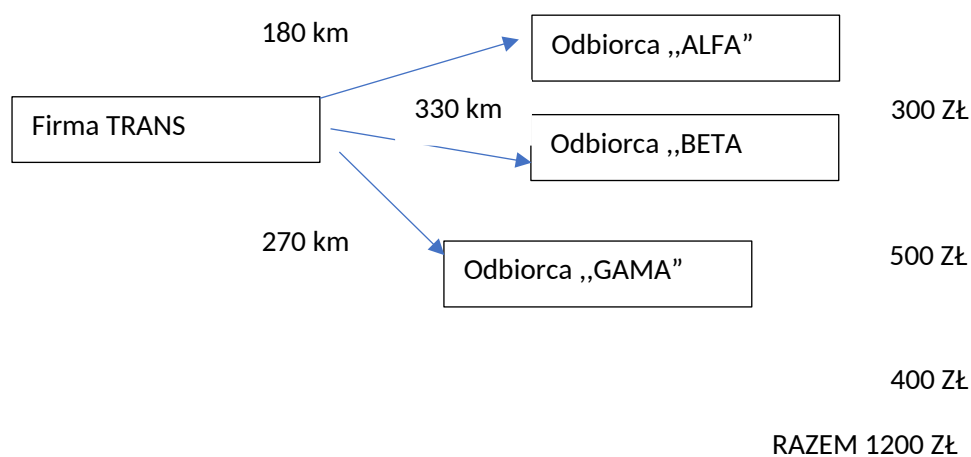 180 km
Odbiorca ,,ALFA”
Firma TRANS
330 km
300 ZŁ
Odbiorca ,,BETA
270 km
500 ZŁ
Odbiorca ,,GAMA”
400 ZŁ
RAZEM 1200 ZŁ